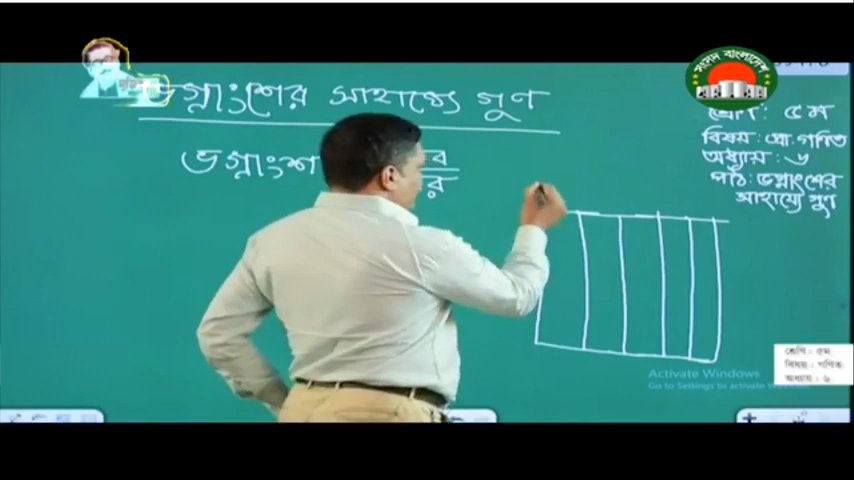 সংসদ বাংলাদেশ
ভগ্নাংশের সাহায্যে গুণ
শ্রেণি : ৫ম
বিষয় : প্রা. গণিত
অধ্যায় : ৬
পাঠ : ভগ্নাংশের
সাহায্যে গুণ
ভগ্নাংশ
ব
র
শ্রেণি : ৫ম
বিষয় : গণিত
অধ্যায় : ৬
Activate Windows
Go to Settings to activate Windows